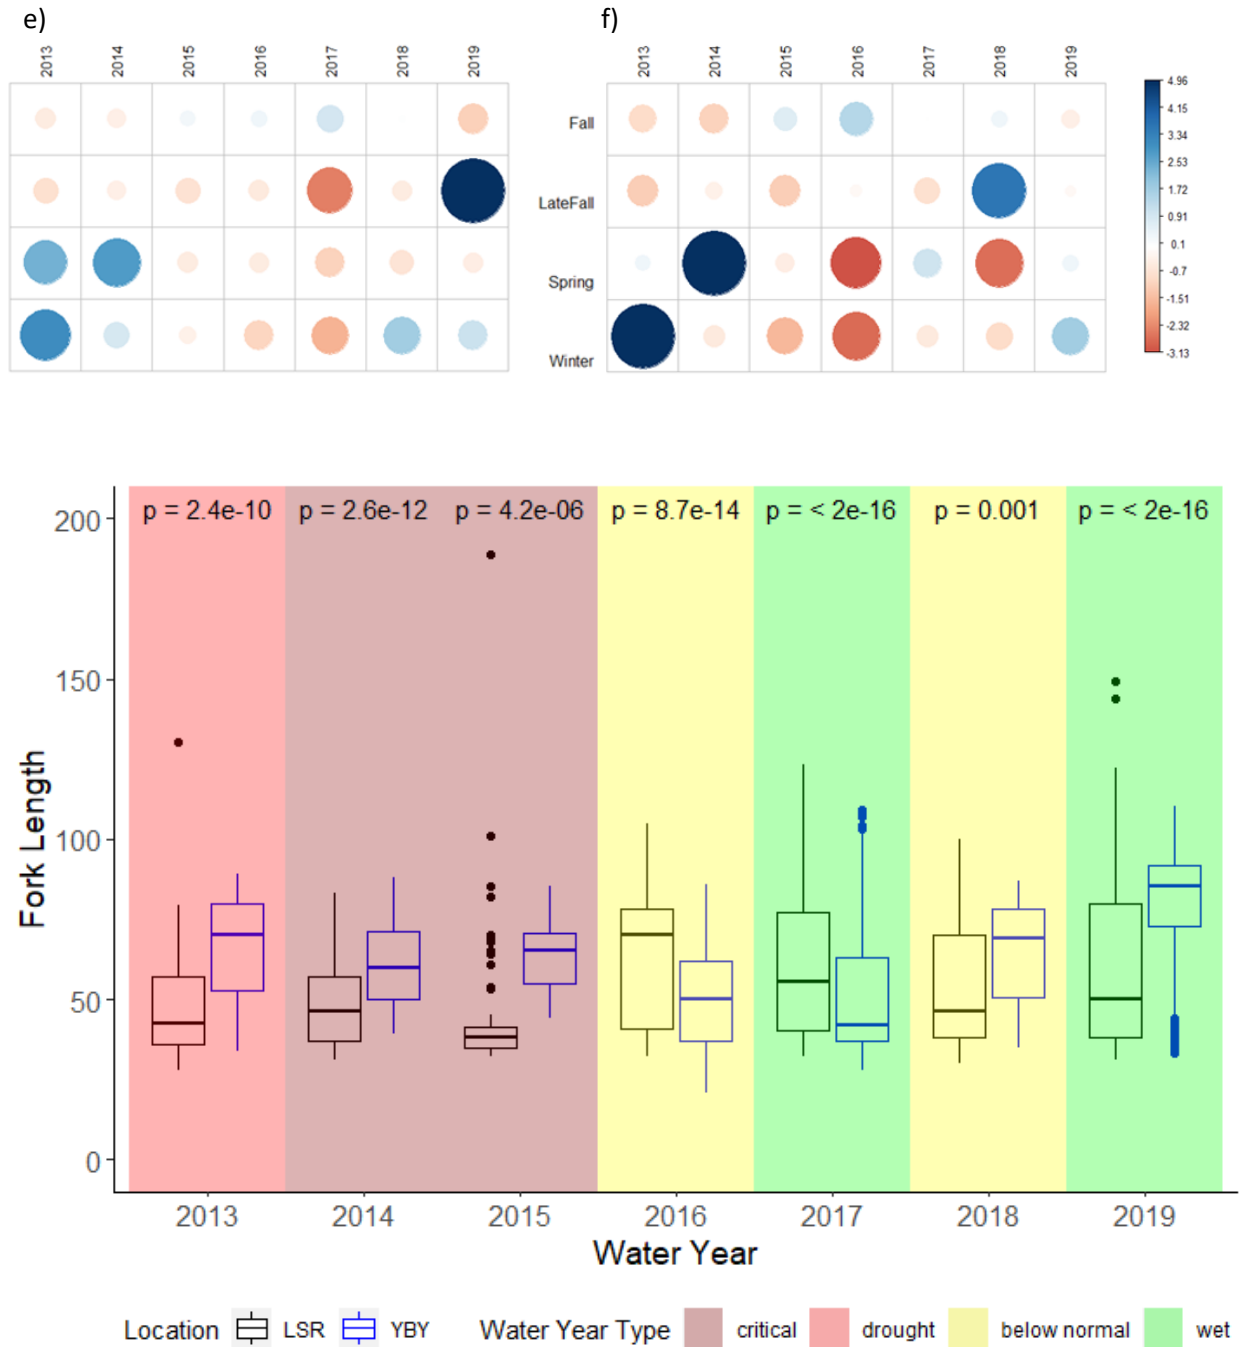 e) f)
2013 2014 2015 2016 2017 2018 2019 2013 2014 2015 2016 2017 2018 2019
4.96
4.15
Fall
3.34
2.53
LateFall
1.72
0.91
0.1
Spring
-0.7
-1.51
-2.32
Winter
-3.13
p = 2.4e-10 p = 2.6e-12 p = 4.2e-06 p = 8.7e-14 p = < 2e-16 p = 0.001 p = < 2e-16
200
150
100
50
0
Fork Length
2013 2014 2015 2016 2017 2018 2019
Water Year
Location LSR YBY Water Year Type critical drought below normal wet